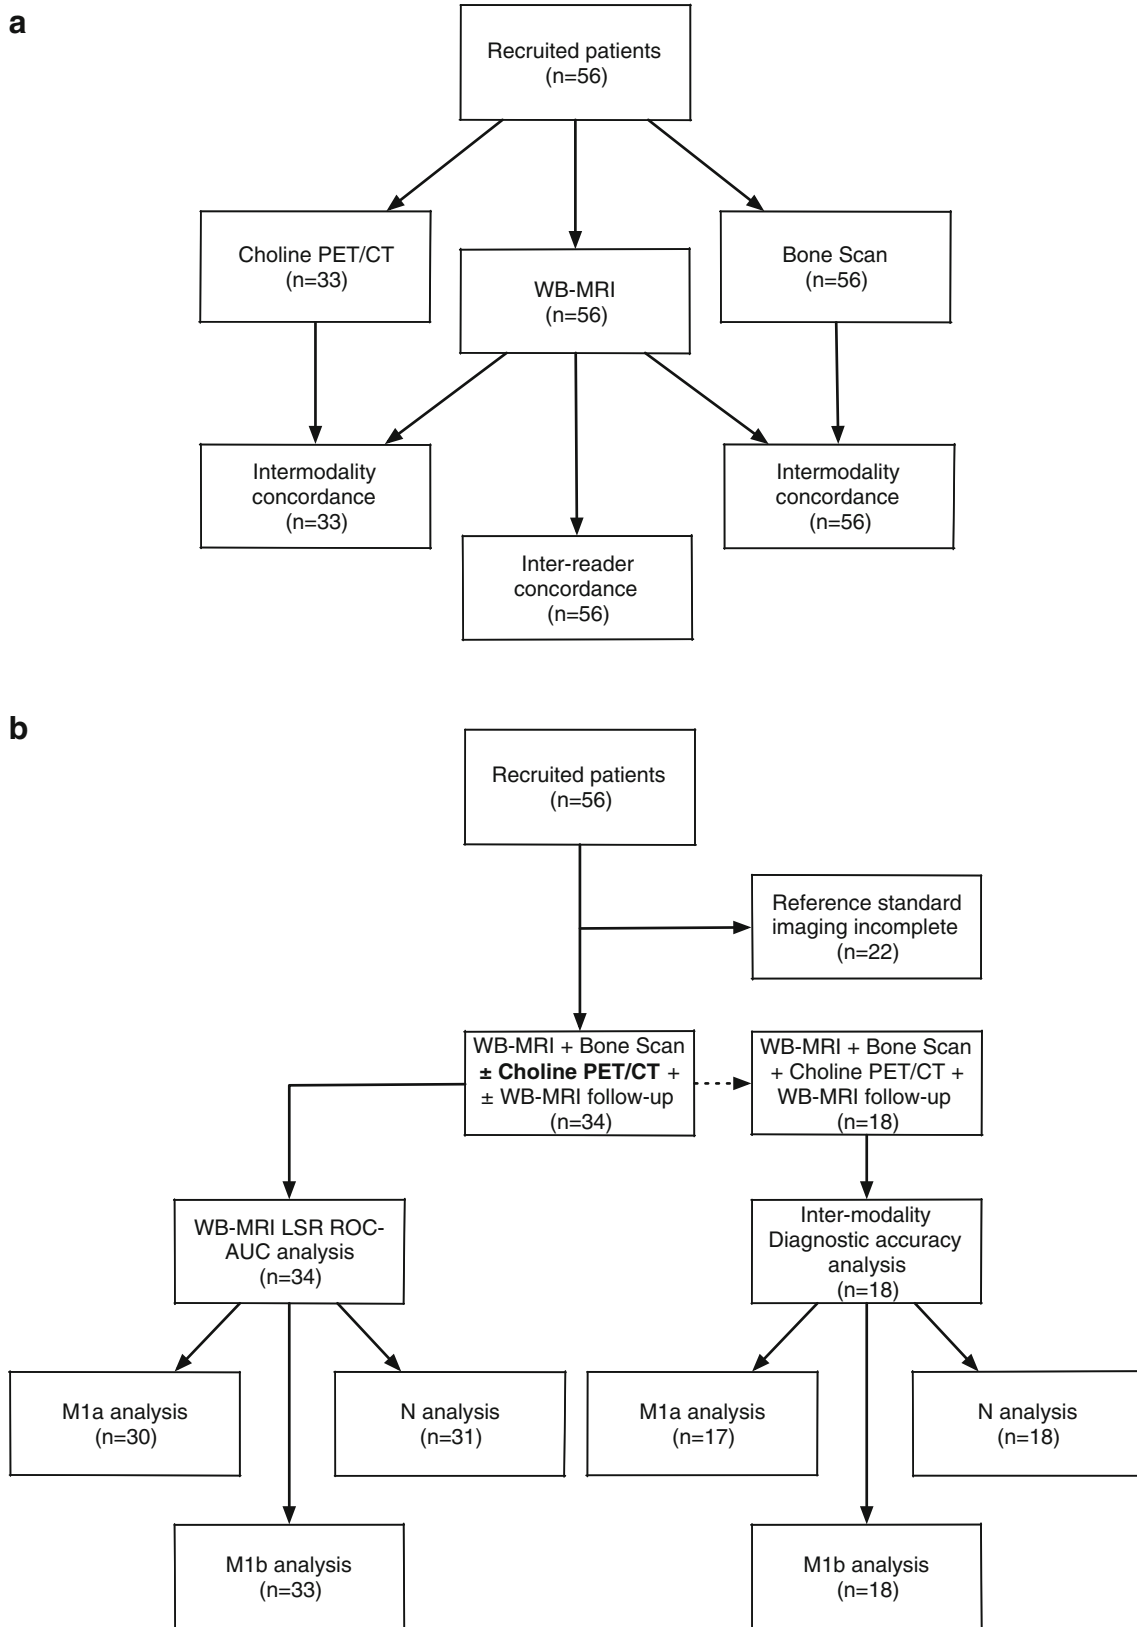 a
Recruited patients
(n=56)
Choline PET/CT
(n=33)
WB-MRI
(n=56)
Bone Scan
(n=56)
Intermodality
concordance
(n=33)
Inter-reader
concordance
(n=56)
Intermodality
concordance
(n=56)
b
Recruited patients
(n=56)
Reference standard
imaging incomplete
(n=22)
WB-MRI + Bone Scan
± Choline PET/CT +
± WB-MRI follow-up
(n=34)
WB-MRI + Bone Scan
+ Choline PET/CT +
WB-MRI follow-up
(n=18)
WB-MRI LSR ROC-
AUC analysis
(n=34)
Inter-modality
Diagnostic accuracy
analysis
(n=18)
M1a analysis
(n=30)
N analysis
(n=31)
M1a analysis
(n=17)
N analysis
(n=18)
M1b analysis
(n=33)
M1b analysis
(n=18)